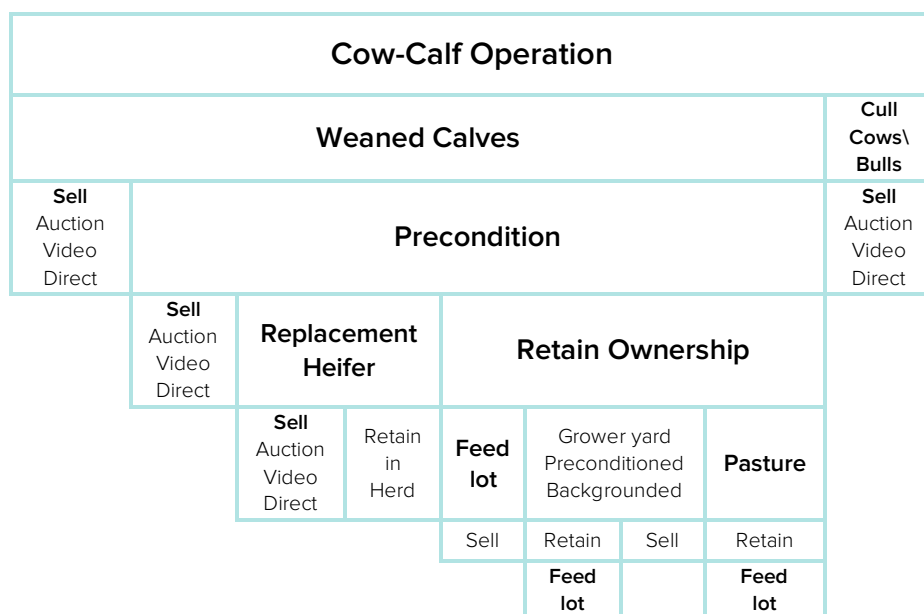 Cow-Calf Operation
Weaned Calves
Cull
Cows\
Bulls
Sell
Auction
Video
Direct
Precondition
Sell
Auction
Video
Direct
Sell
Auction
Video
Direct
Replacement
Heifer
Retain Ownership
Sell
Auction
Video
Direct
Retain
in
Herd
Feed
lot
Grower yard
Preconditioned
Backgrounded
Pasture
Sell
Retain
Sell
Retain
Feed
lot
Feed
lot